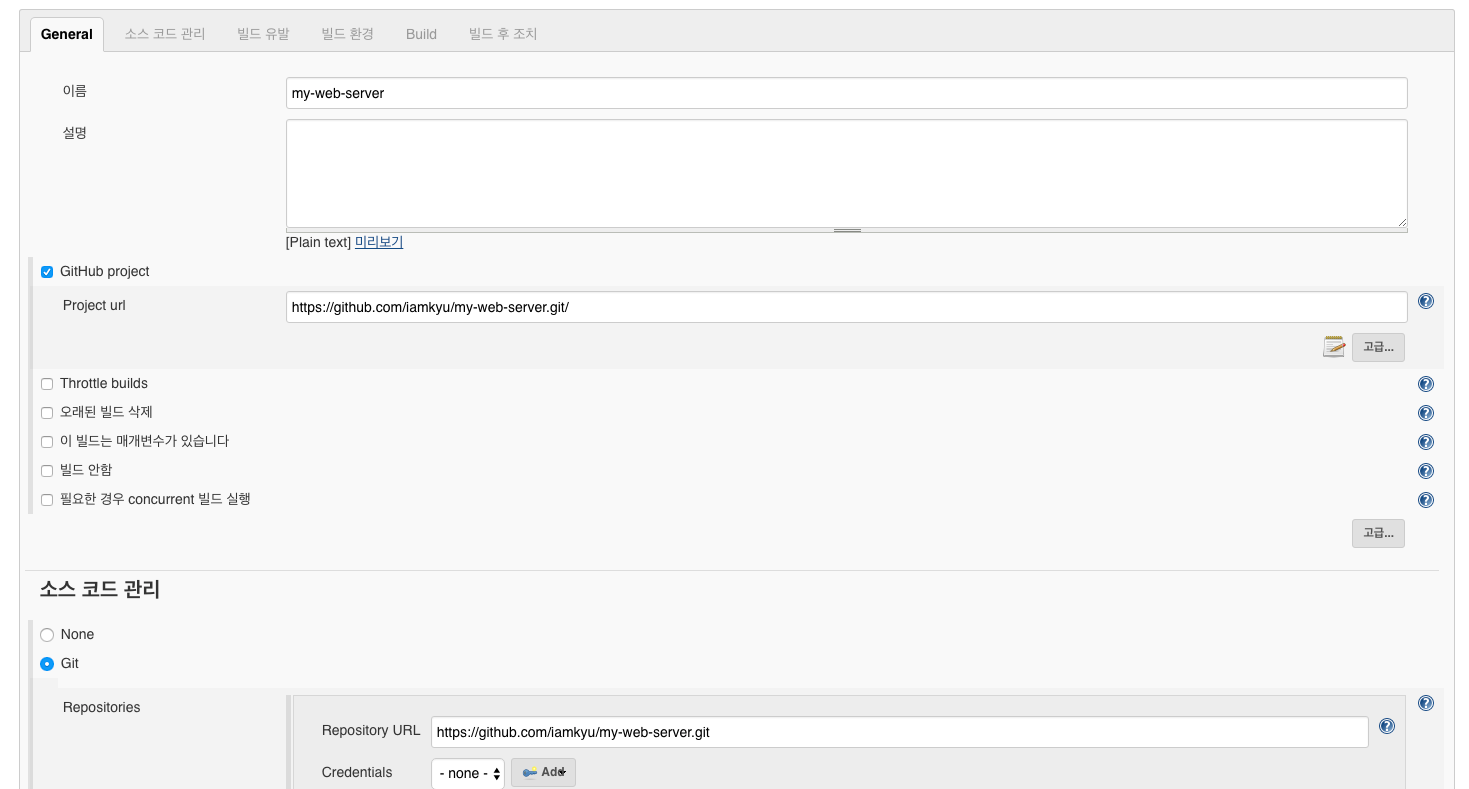 General 소스 코드 관리 빌드 유발 빌드 환경 Build 빌드 후 조치
이름 my-web-server
설명
[Plain text] 미리보기
GitHub project
Project url https://github.com/iamkyu/my-web-server.git/
고급...
Throttle builds
오래된 빌드 삭제
이 빌드는 매개변수가 있습니다
빌드 안함
필요한 경우 concurrent 빌드 실행
고급...
소스 코드 관리
None
Git
Repositories
Repository URL https://github.com/iamkyu/my-web-server.git
Credentials - none - Add